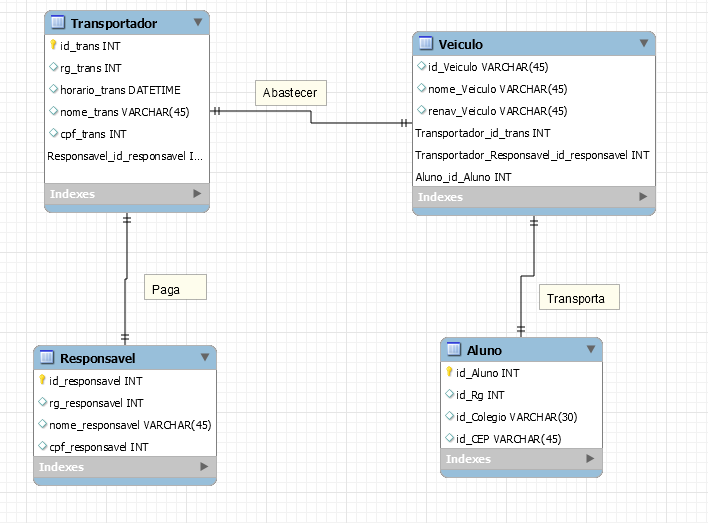 Transportador
id_trans INT
rg_trans INT
horario_trans DATETIME
nome_trans VARCHAR(45)
cpf_trans INT
Responsavel_id_responsavel I...
Indexes
Abastecer
Veiculo
id_Veiculo VARCHAR(45)
nome_Veiculo VARCHAR(45)
renav_Veiculo VARCHAR(45)
Transportador_id_trans INT
Transportador_Responsavel_id_responsavel INT
Aluno_id_Aluno INT
Indexes
Paga
Transporta
Responsavel
id_responsavel INT
rg_responsavel INT
nome_responsavel VARCHAR(45)
cpf_responsavel INT
Indexes
Aluno
id_Aluno INT
id_Rg INT
id_Colegio VARCHAR(30)
id_CEP VARCHAR(45)
Indexes